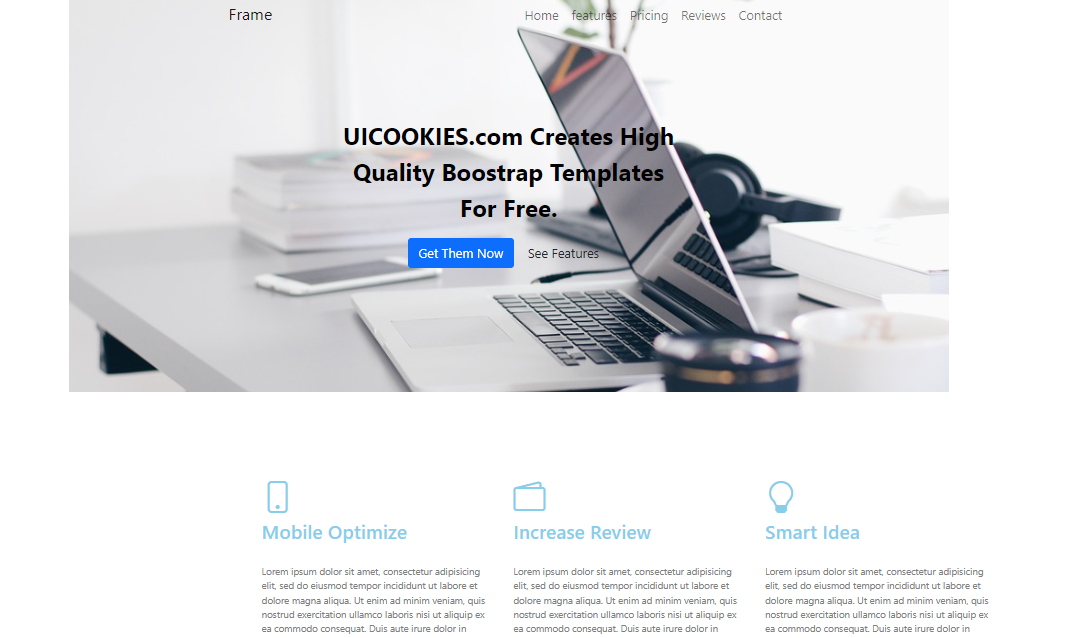 Frame
Home features Pricing Reviews Contact
UICOOKIES.com Creates High
Quality Boostrap Templates
For Free.
Get Them Now See Features
Mobile Optimize
Lorem ipsum dolor sit amet, consectetur adipisicing
elit, sed do eiusmod tempor incididunt ut labore et
dolore magna aliqua. Ut enim ad minim veniam, quis
nostrud exercitation ullamco laboris nisi ut aliquip ex
ea commodo consequat. Duis aute irure dolor in
Increase Review
Lorem ipsum dolor sit amet, consectetur adipisicing
elit, sed do eiusmod tempor incididunt ut labore et
dolore magna aliqua. Ut enim ad minim veniam, quis
nostrud exercitation ullamco laboris nisi ut aliquip ex
ea commodo consequat. Duis aute irure dolor in
Smart Idea
Lorem ipsum dolor sit amet, consectetur adipisicing
elit, sed do eiusmod tempor incididunt ut labore et
dolore magna aliqua. Ut enim ad minim veniam, quis
nostrud exercitation ullamco laboris nisi ut aliquip ex
ea commodo consequat. Duis aute irure dolor in